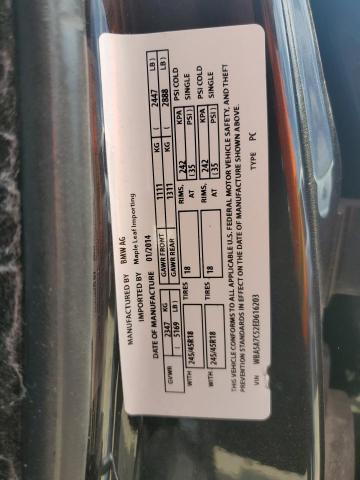 MANUFACTURED BY BMW AG
IMPORTED BY Maple Leaf Importing
DATE OF MANUFACTURE 01/2014
GVWR ( 2347 KG 5169 LB ) GAWR FRONT 1111 KG ( 2447 LB )
GAWR REAR 1311 KG ( 2888 LB )
WITH 245/45R18 TIRES 18 RIMS, AT 242 KPA ( 35 PSI ) PSI COLD SINGLE
WITH 245/45R18 TIRES 18 RIMS, AT 242 KPA ( 35 PSI ) PSI COLD SINGLE
THIS VEHICLE CONFORMS TO ALL APPLICABLE U.S. FEDERAL MOTOR VEHICLE SAFETY, AND THEFT
PREVENTION STANDARDS IN EFFECT ON THE DATE OF MANUFACTURE SHOWN ABOVE.
VIN WBA5A7C52ED616203 TYPE PC